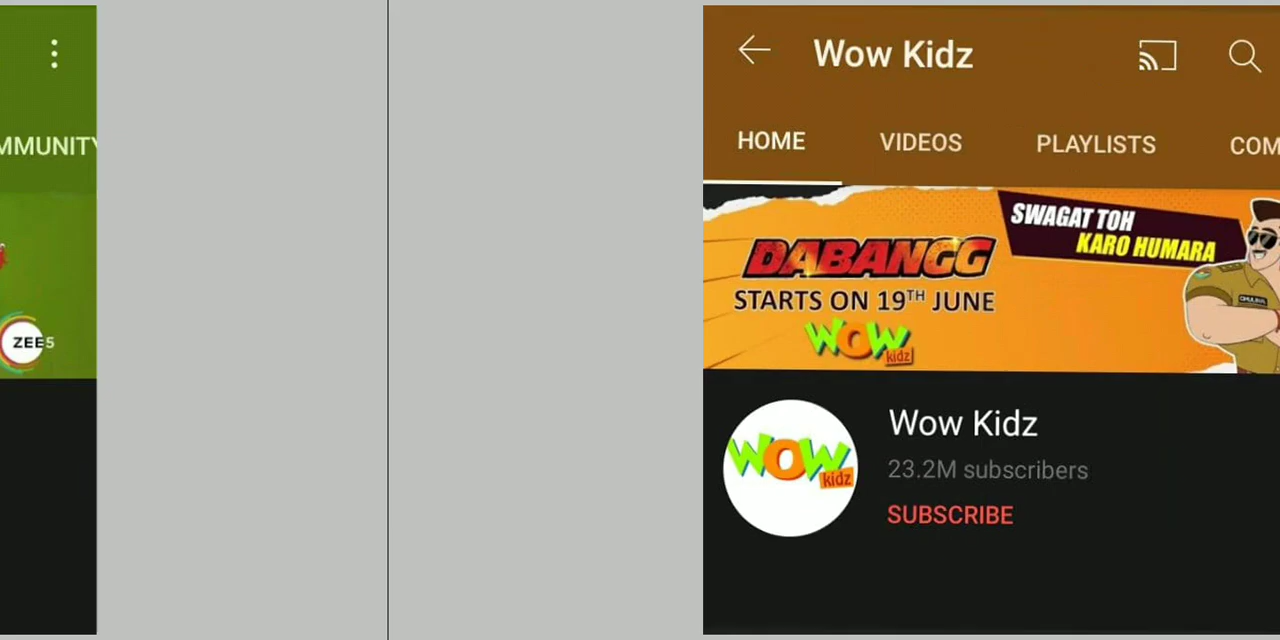 MMUNITY
ZEE5
Wow Kidz
HOME VIDEOS PLAYLISTS COM
SWAGAT TOH
KARO HUMARA
DABANGG
STARTS ON 19TH JUNE
WOW
kidz
WOW
kidz
Wow Kidz
23.2M subscribers
SUBSCRIBE